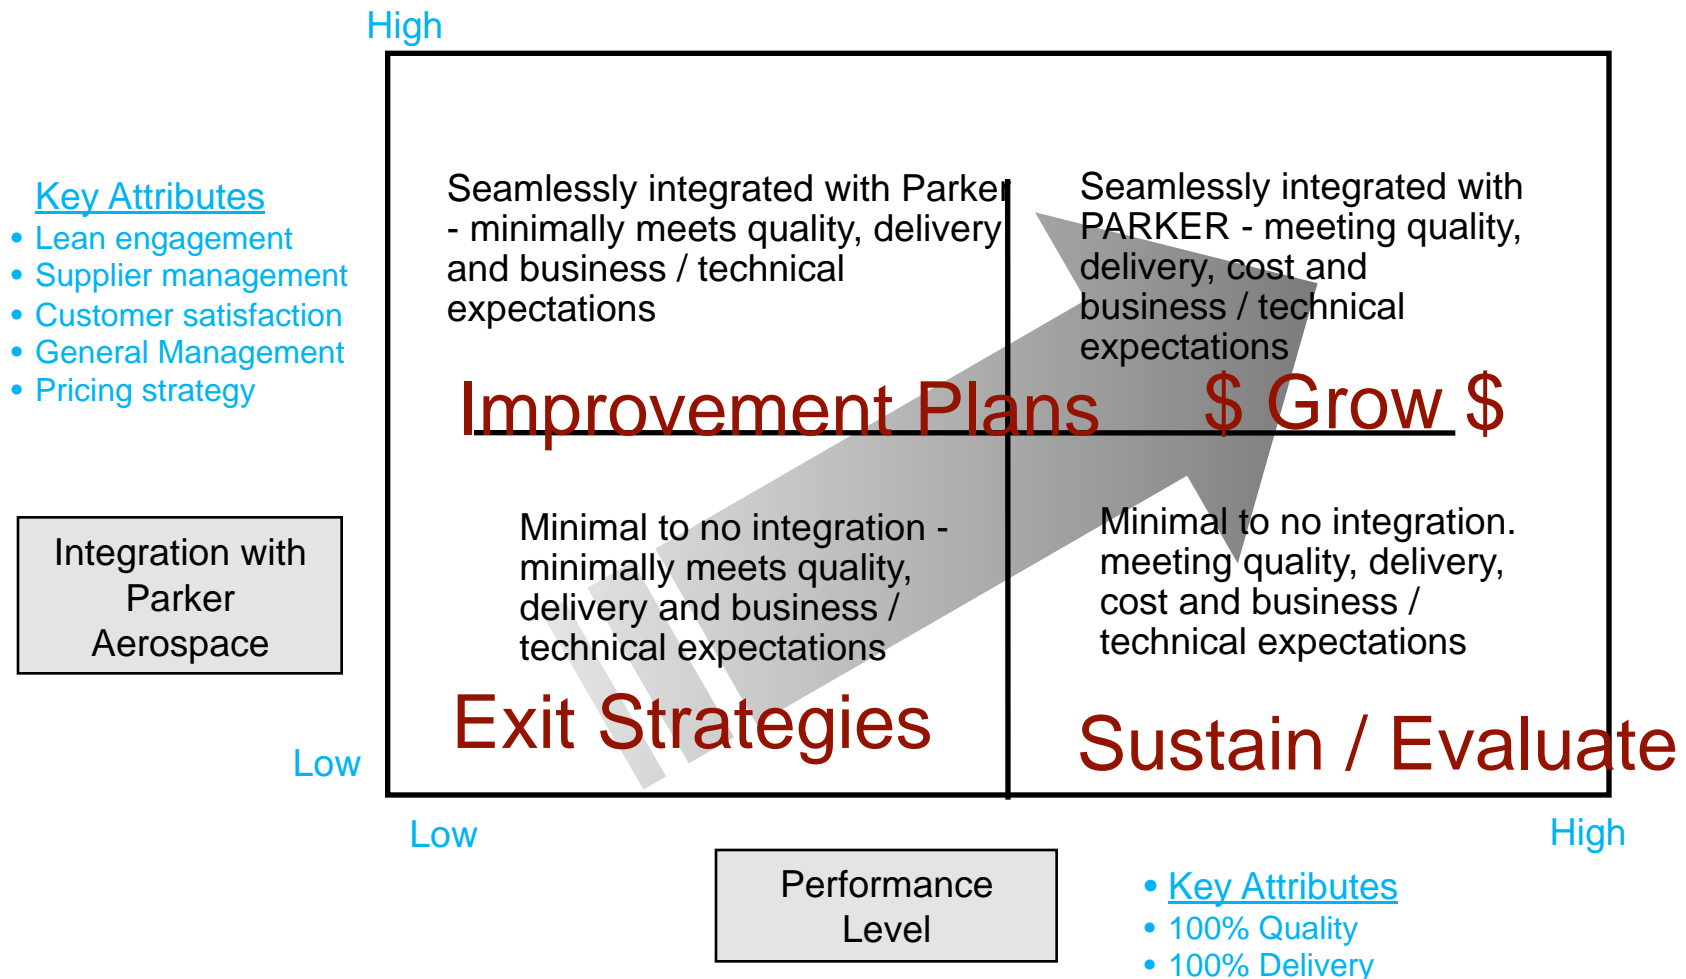 High
Key Attributes
• Lean engagement
• Supplier management
• Customer satisfaction
• General Management
• Pricing strategy
Seamlessly integrated with Parker
- minimally meets quality, delivery
and business / technical
expectations
Improvement Plans
Seamlessly integrated with
PARKER - meeting quality,
delivery, cost and
business / technical
expectations
$ Grow $
Integration with
Parker
Aerospace
Minimal to no integration -
minimally meets quality,
delivery and business /
technical expectations
Exit Strategies
Minimal to no integration.
meeting quality, delivery,
cost and business /
technical expectations
Sustain / Evaluate
Low
Low
High
Performance
Level
• Key Attributes
• 100% Quality
• 100% Delivery